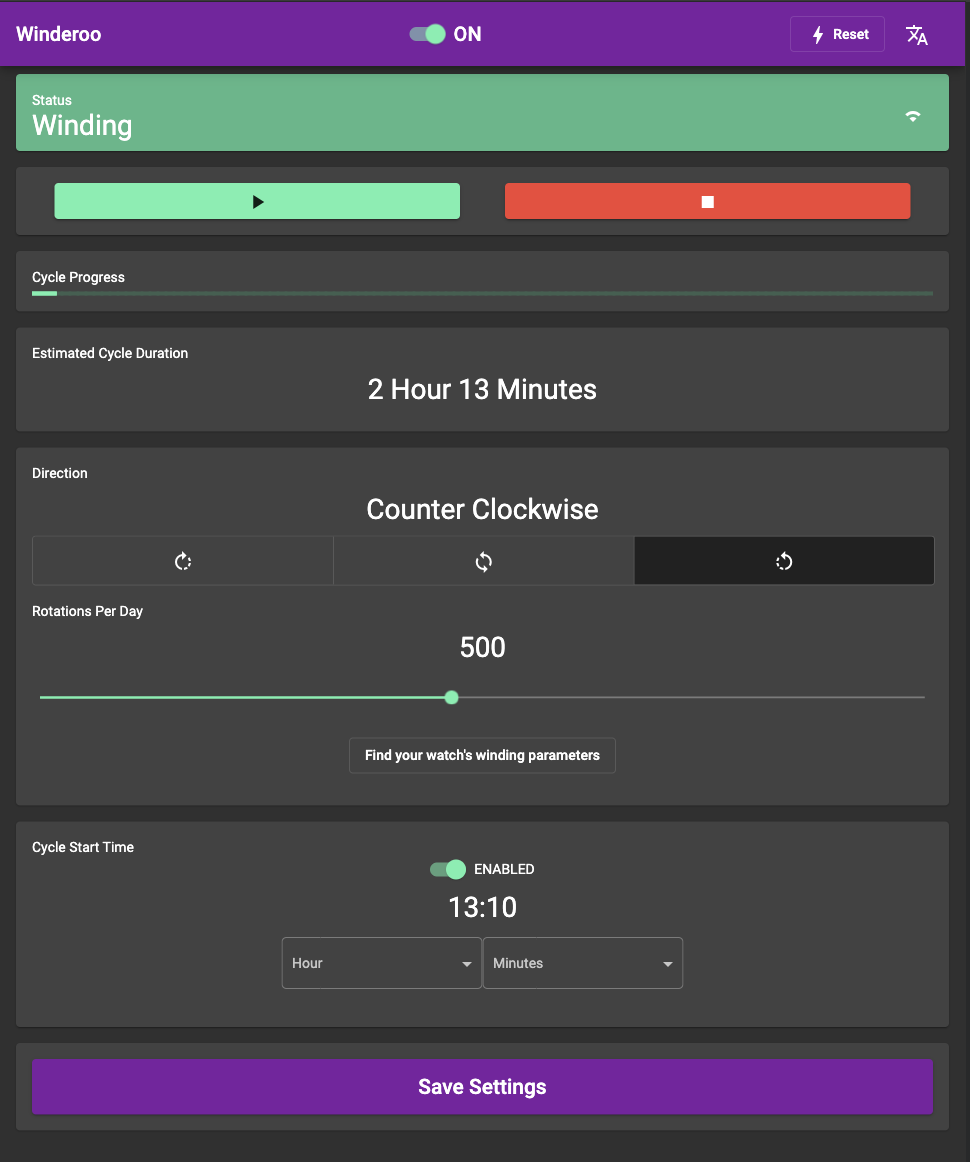 Winderoo
ON
Reset
Status
Winding
Cycle Progress
Estimated Cycle Duration
2 Hour 13 Minutes
Direction
Counter Clockwise
Rotations Per Day
500
Find your watch's winding parameters
Cycle Start Time
ENABLED
13:10
Hour
Minutes
Save Settings